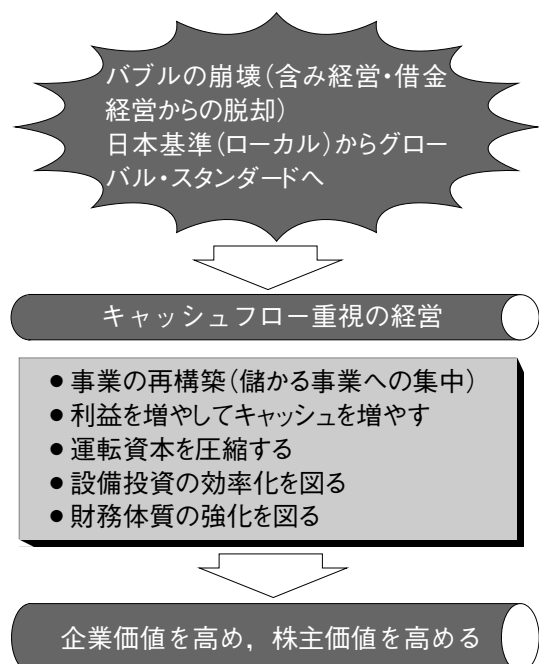 バブルの崩壊(含み経営・借金
経営からの脱却)
日本基準(ローカル)からグロー
バル・スタンダードへ
キャッシュフロー重視の経営
●事業の再構築(儲かる事業への集中)
●利益を増やしてキャッシュを増やす
●運転資本を圧縮する
●設備投資の効率化を図る
●財務体質の強化を図る
企業価値を高め，株主価値を高める